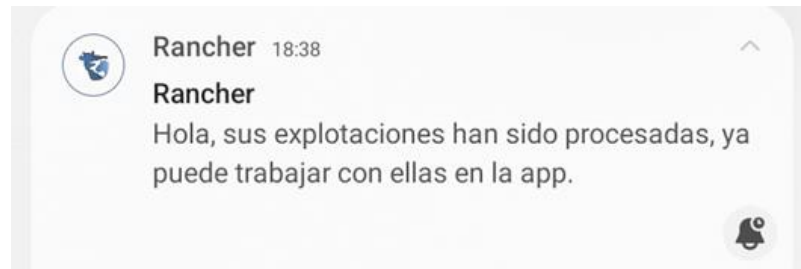 Rancher 18:38
Rancher
Hola, sus explotaciones han sido procesadas, ya
puede trabajar con ellas en la app.